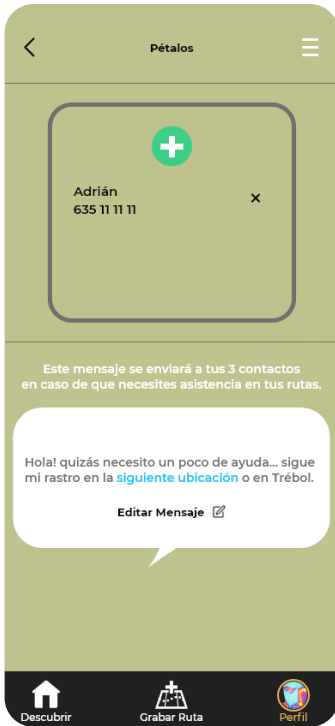 Pétalos
Adrián
635 11 11 11
Este mensaje se enviará a tus 3 contactos
en caso de que necesites asistencia en tus rutas.
Hola! quizás necesito un poco de ayuda... sigue
mi rastro en la siguiente ubicación o en Trébol.
Editar Mensaje
Descubrir
Grabar Ruta
Perfil